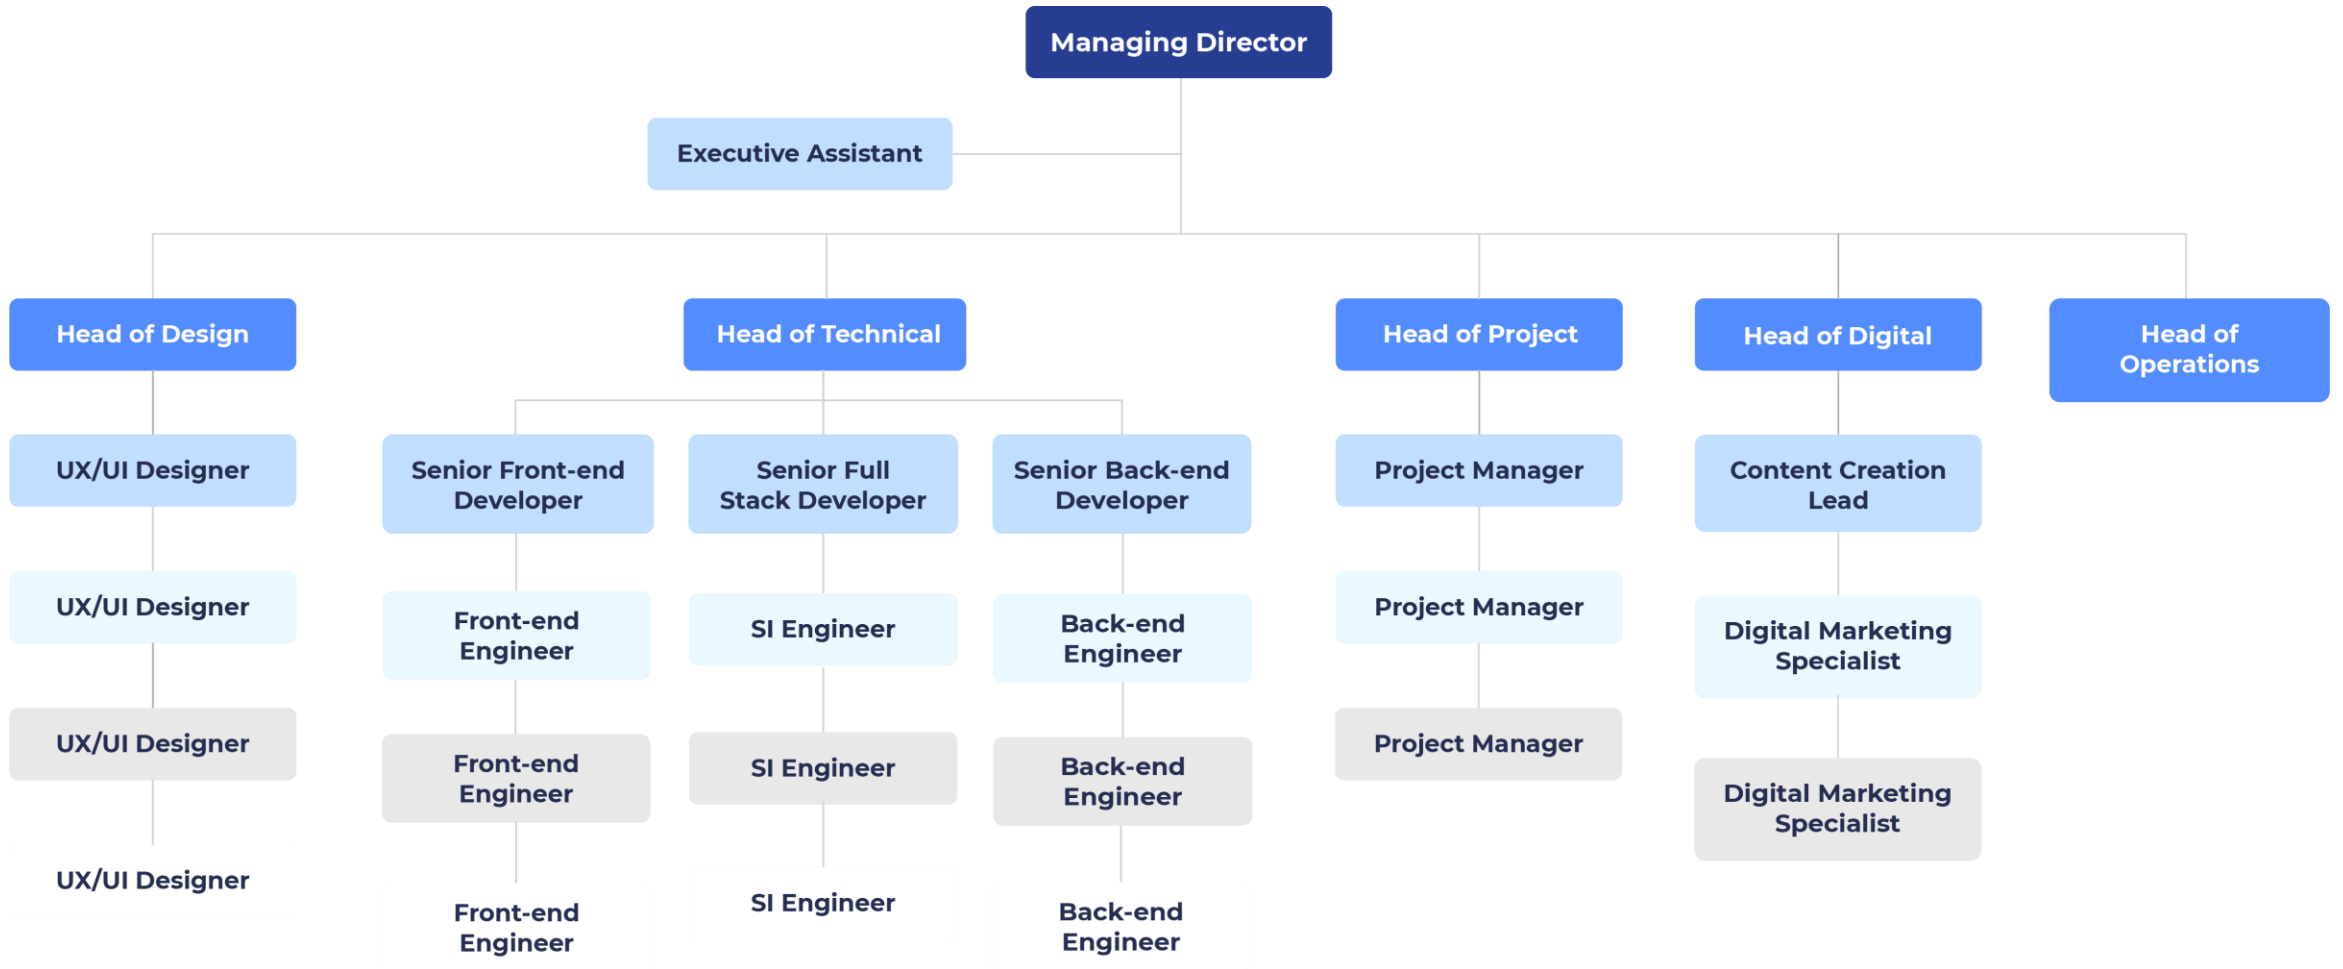 Managing Director
Executive Assistant
Head of Design
Head of Technical
Head of Project
Head of Digital
Head of
Operations
UX/UI Designer
Senior Front-end
Developer
Senior Full
Stack Developer
Senior Back-end
Developer
Project Manager
Content Creation
Lead
UX/UI Designer
Front-end
Engineer
SI Engineer
Back-end
Engineer
Project Manager
Digital Marketing
Specialist
UX/UI Designer
Front-end
Engineer
SI Engineer
Back-end
Engineer
Project Manager
Digital Marketing
Specialist
UX/UI Designer
Front-end
Engineer
SI Engineer
Back-end
Engineer